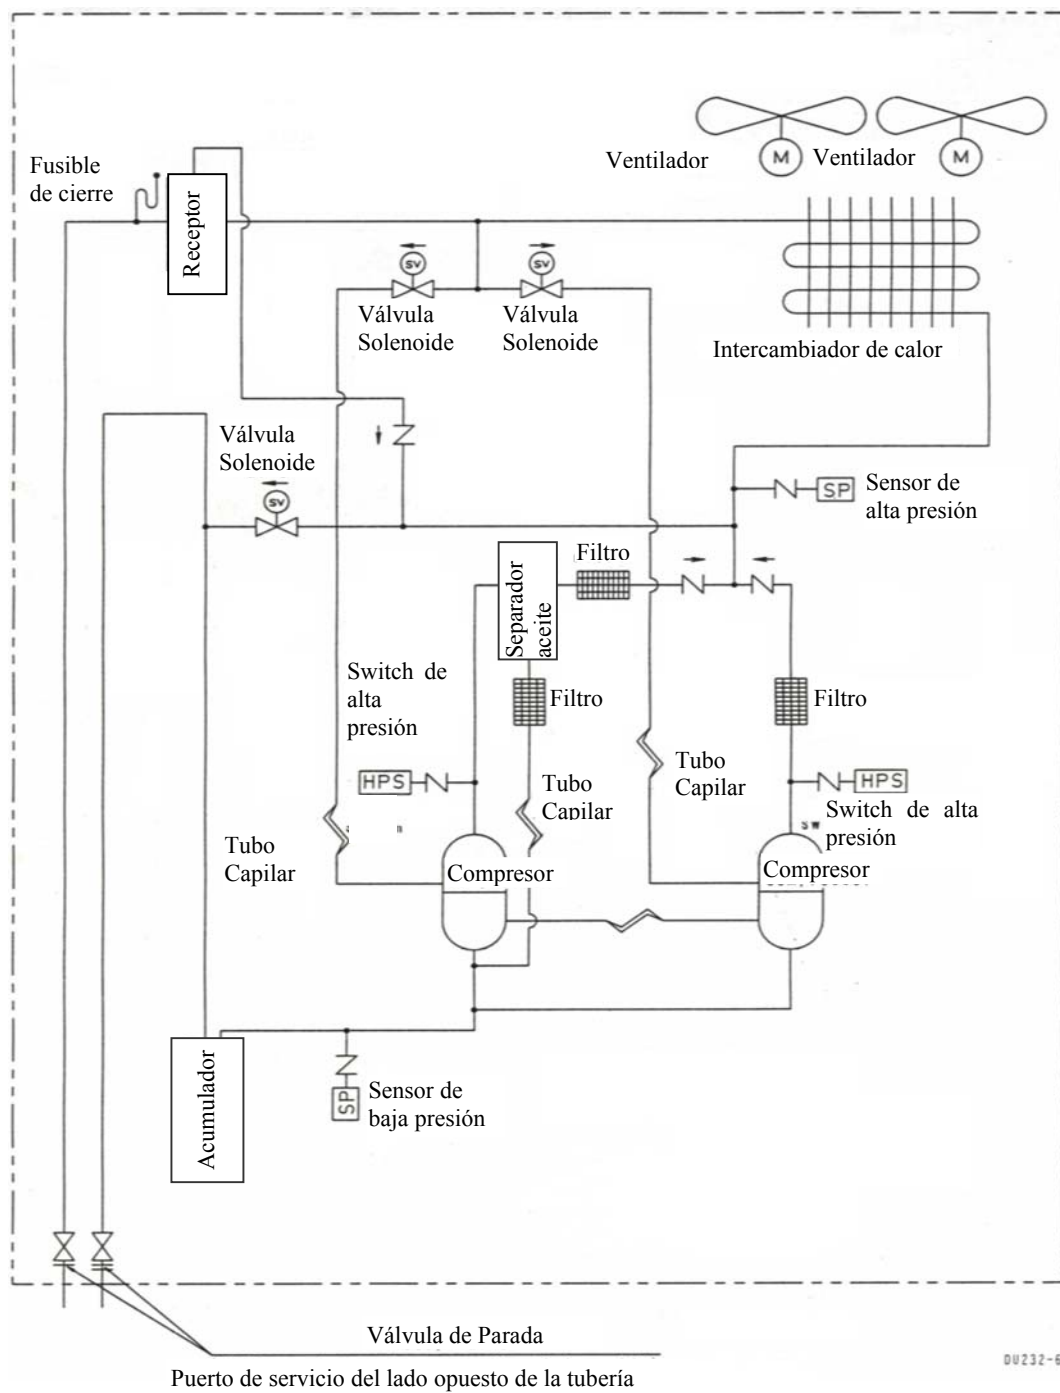 Fusible
de cierre
Receptor
Ventilador
M
Ventilador
M
sv
sv
Válvula
Solenoide
Válvula
Solenoide
Intercambiador de calor
Válvula
Solenoide
sv
SP
Sensor de
alta presión
Separador
aceite
Filtro
Switch de
alta
presión
Filtro
Filtro
HPS
Tubo
Capilar
Tubo
Capilar
HPS
Switch de alta
presión
SW
Tubo
Capilar
Compresor
Compresor
Acumulador
SP
Sensor de
baja presión
Válvula de Parada
Puerto de servicio del lado opuesto de la tubería
DU232-6